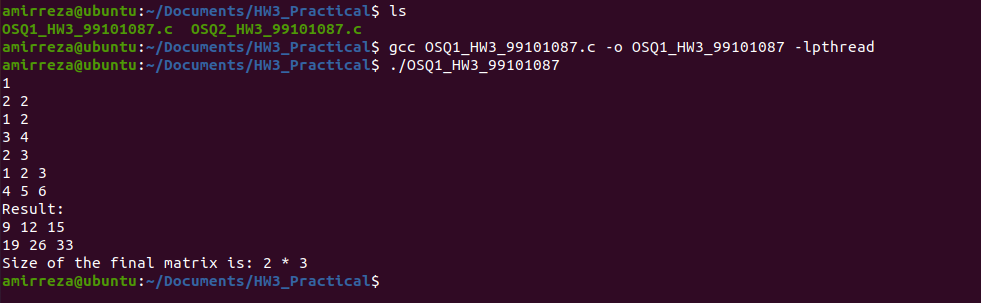 amirreza@ubuntu:~/Documents/HW3_Practical$ ls
OSQ1_HW3_99101087.c  OSQ2_HW3_99101087.c
amirreza@ubuntu:~/Documents/HW3_Practical$ gcc OSQ1_HW3_99101087.c -o OSQ1_HW3_99101087 -lpthread
amirreza@ubuntu:~/Documents/HW3_Practical$ ./OSQ1_HW3_99101087
1
2 2
1 2
3 4
2 3
1 2 3
4 5 6
Result:
9 12 15
19 26 33
Size of the final matrix is: 2 * 3
amirreza@ubuntu:~/Documents/HW3_Practical$